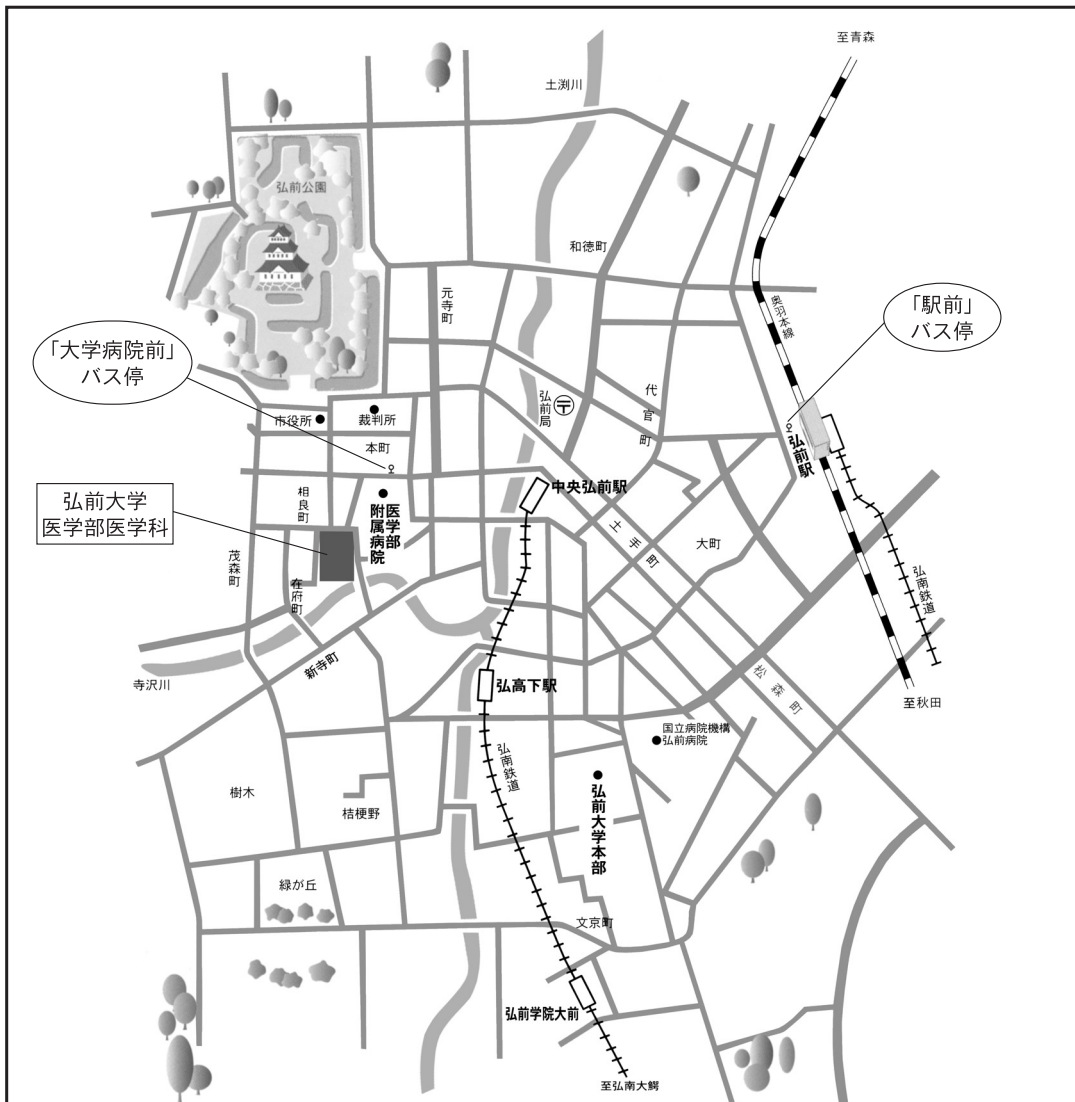 至青森
土渕川
弘前公園
和徳町
元寺町
奥羽本線
「駅前」
バス停
「大学病院前」
バス停
弘前局
代官町
市役所
裁判所
本町
弘前駅
中央弘前駅
弘前大学
医学部医学科
相良町
医学部
附属病院
土手町
大町
茂森町
在府町
弘南鉄道
新寺町
寺沢川
弘高下駅
松森町
至秋田
国立病院機構
弘前病院
弘南鉄道
樹木
桔梗野
弘前大学本部
緑が丘
文京町
弘前学院大前
至弘南大鰐